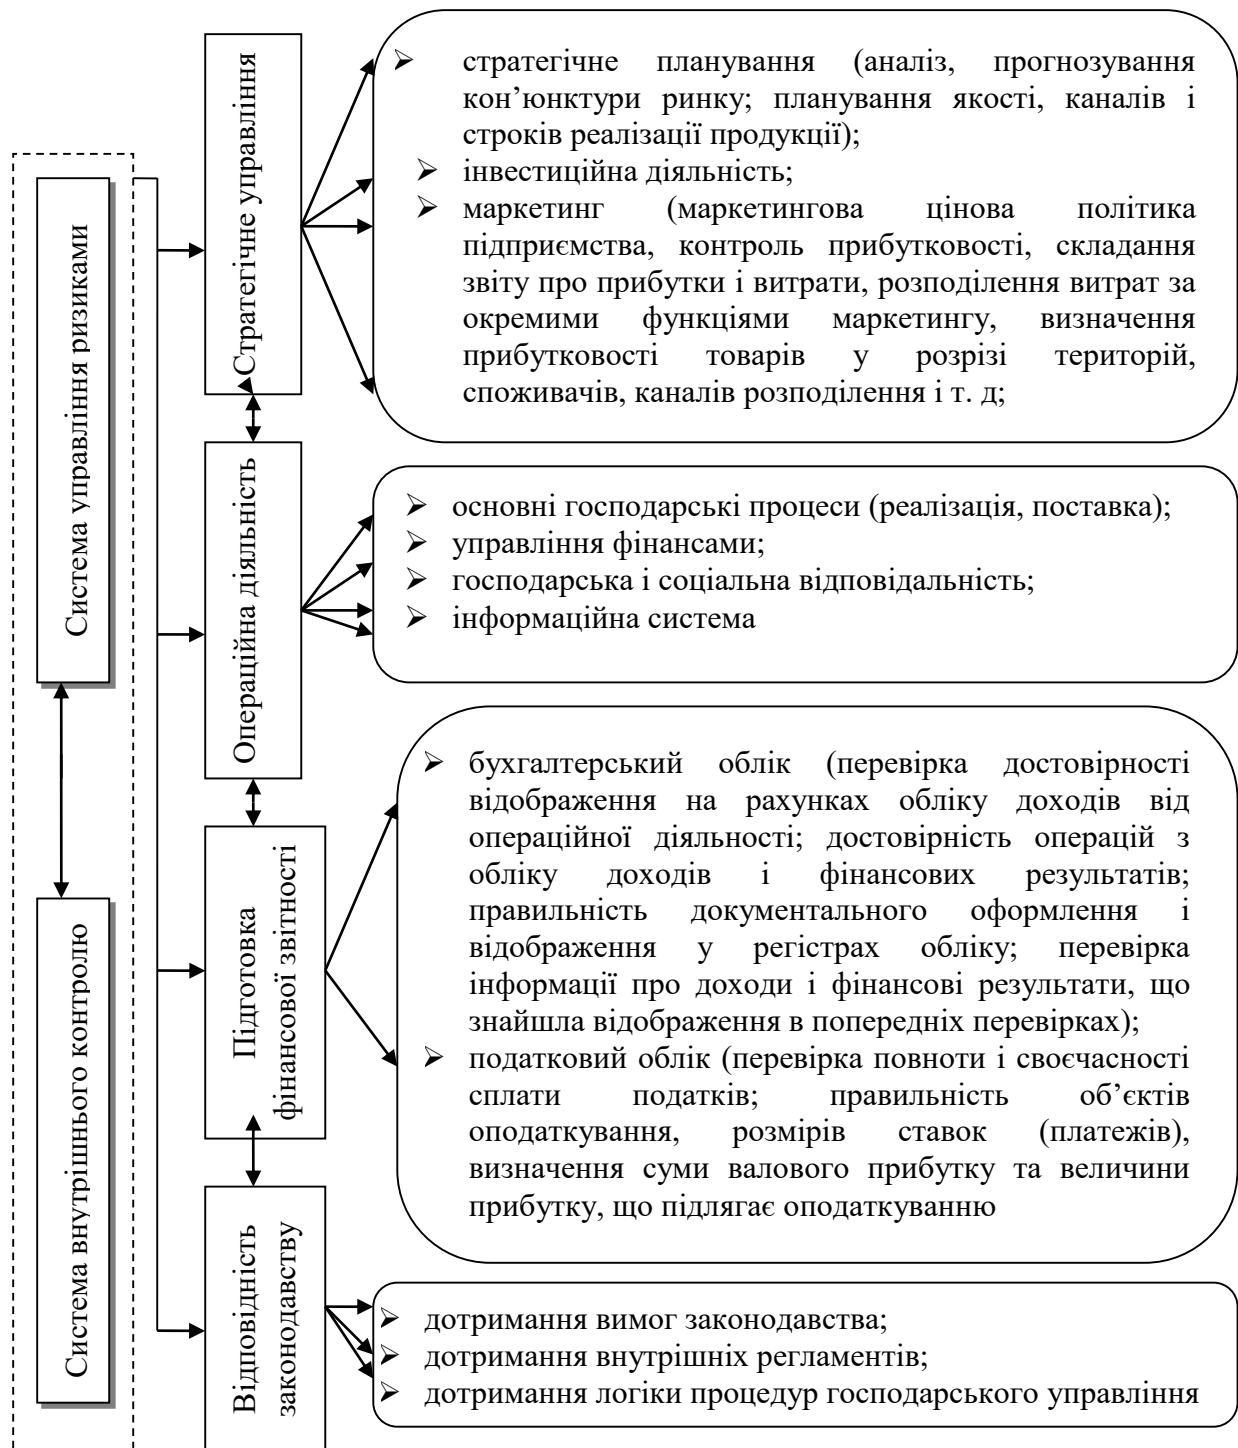 Система управління ризиками
Система внутрішнього контролю
Стратегічне управління
стратегічне планування (аналіз, прогнозування
кон’юнктури ринку; планування якості, каналів і
строків реалізації продукції);
інвестиційна діяльність;
маркетинг (маркетингова цінова політика
підприємства, контроль прибутковості, складання
звіту про прибутки і витрати, розподілення витрат за
окремими функціями маркетингу, визначення
прибутковості товарів у розрізі територій,
споживачів, каналів розподілення і т. д;
Операційна діяльність
основні господарські процеси (реалізація, поставка);
управління фінансами;
господарська і соціальна відповідальність;
інформаційна система
Підготовка
фінансової звітності
бухгалтерський облік (перевірка достовірності
відображення на рахунках обліку доходів від
операційної діяльності; достовірність операцій з
обліку доходів і фінансових результатів;
правильність документального оформлення і
відображення у регістрах обліку; перевірка
інформації про доходи і фінансові результати, що
знайшла відображення в попередніх перевірках);
податковий облік (перевірка повноти і своєчасності
сплати податків; правильність об’єктів
оподаткування, розмірів ставок (платежів),
визначення суми валового прибутку та величини
прибутку, що підлягає оподаткуванню
Відповідність
законодавству
дотримання вимог законодавства;
дотримання внутрішніх регламентів;
дотримання логіки процедур господарського управління